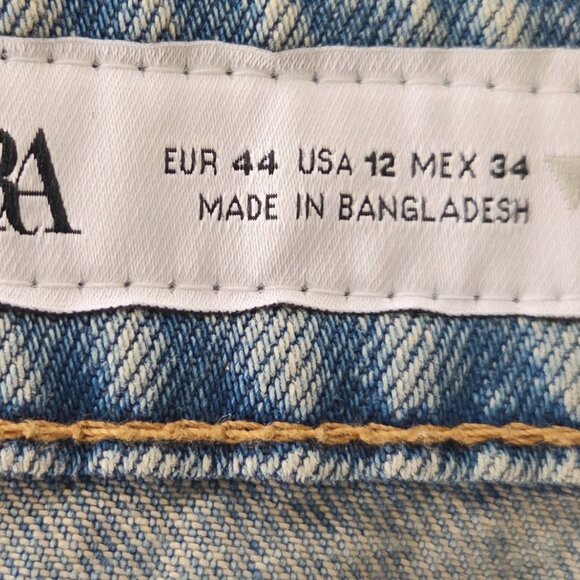 RA
EUR 44 USA 12 MEX 34
MADE IN BANGLADESH